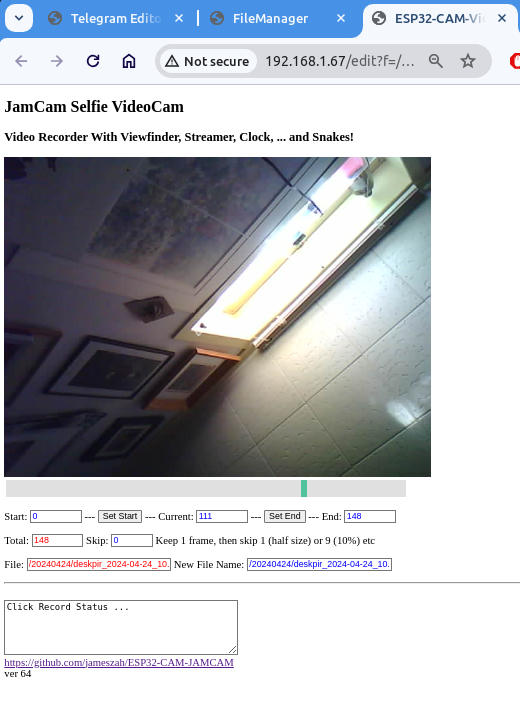 Telegram Edito
FileManager
ESP32-CAM-Vi
Not secure 192.168.1.67/edit?f=/…
JamCam Selfie VideoCam
Video Recorder With Viewfinder, Streamer, Clock, ... and Snakes!
Start: 0 --- Set Start --- Current: 111 --- Set End --- End: 148
Total: 148 Skip: 0 Keep 1 frame, then skip 1 (half size) or 9 (10%) etc
File: /20240424/deskpir_2024-04-24_10. New File Name: /20240424/deskpir_2024-04-24_10.
Click Record Status ...
https://github.com/jameszah/ESP32-CAM-JAMCAM
ver 64